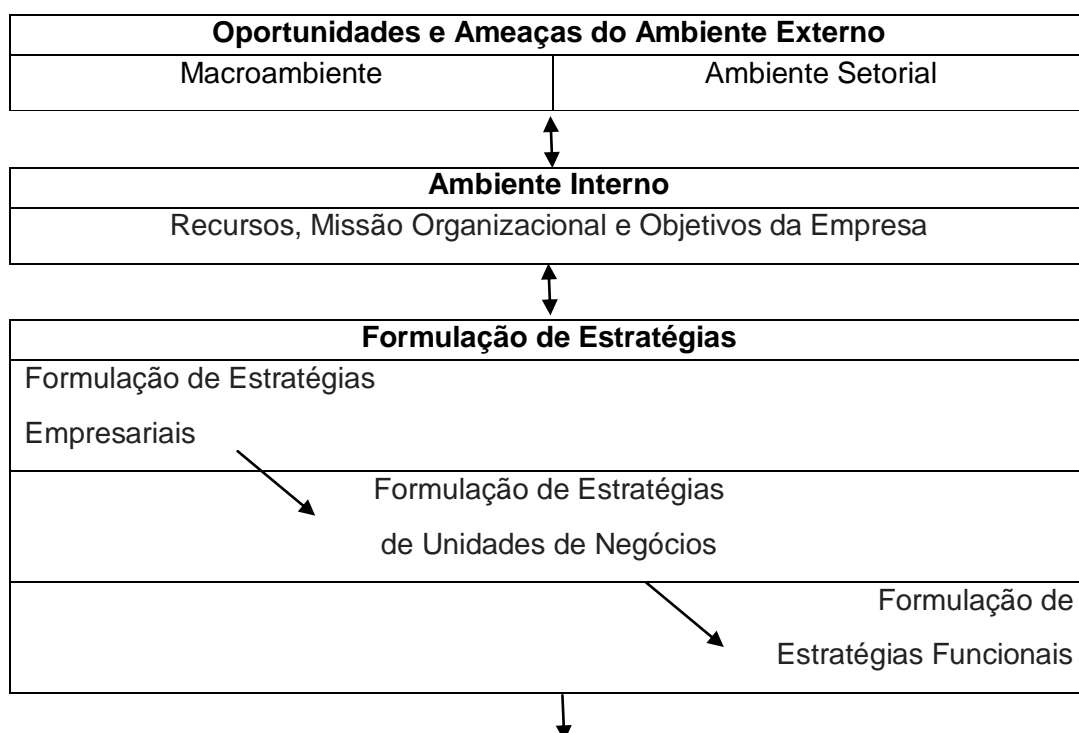 Oportunidades e Ameaças do Ambiente Externo
Macroambiente
Ambiente Setorial
Ambiente Interno
Recursos, Missão Organizacional e Objetivos da Empresa
Formulação de Estratégias
Formulação de Estratégias
Empresariais
Formulação de Estratégias
de Unidades de Negócios
Formulação de
Estratégias Funcionais